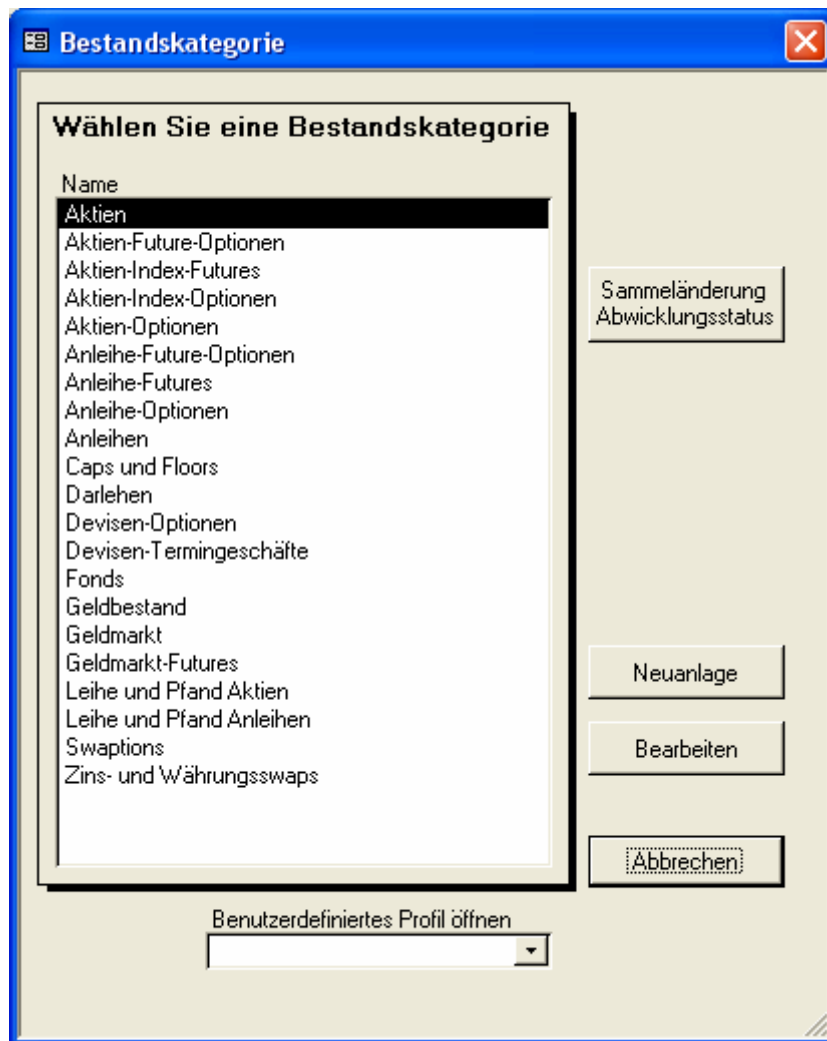 Bestandskategorie
Wählen Sie eine Bestandskategorie
Name
Aktien
Aktien-Future-Optionen
Aktien-Index-Futures
Aktien-Index-Optionen
Aktien-Optionen
Anleihe-Future-Optionen
Anleihe-Futures
Anleihe-Optionen
Anleihen
Caps und Floors
Darlehen
Devisen-Optionen
Devisen-Termingeschäfte
Fonds
Geldbestand
Geldmarkt
Geldmarkt-Futures
Leihe und Pfand Aktien
Leihe und Pfand Anleihen
Swaptions
Zins- und Währungsswaps
Sammeländerung
Abwicklungsstatus
Neuanlage
Bearbeiten
Abbrechen
Benutzerdefiniertes Profil öffnen